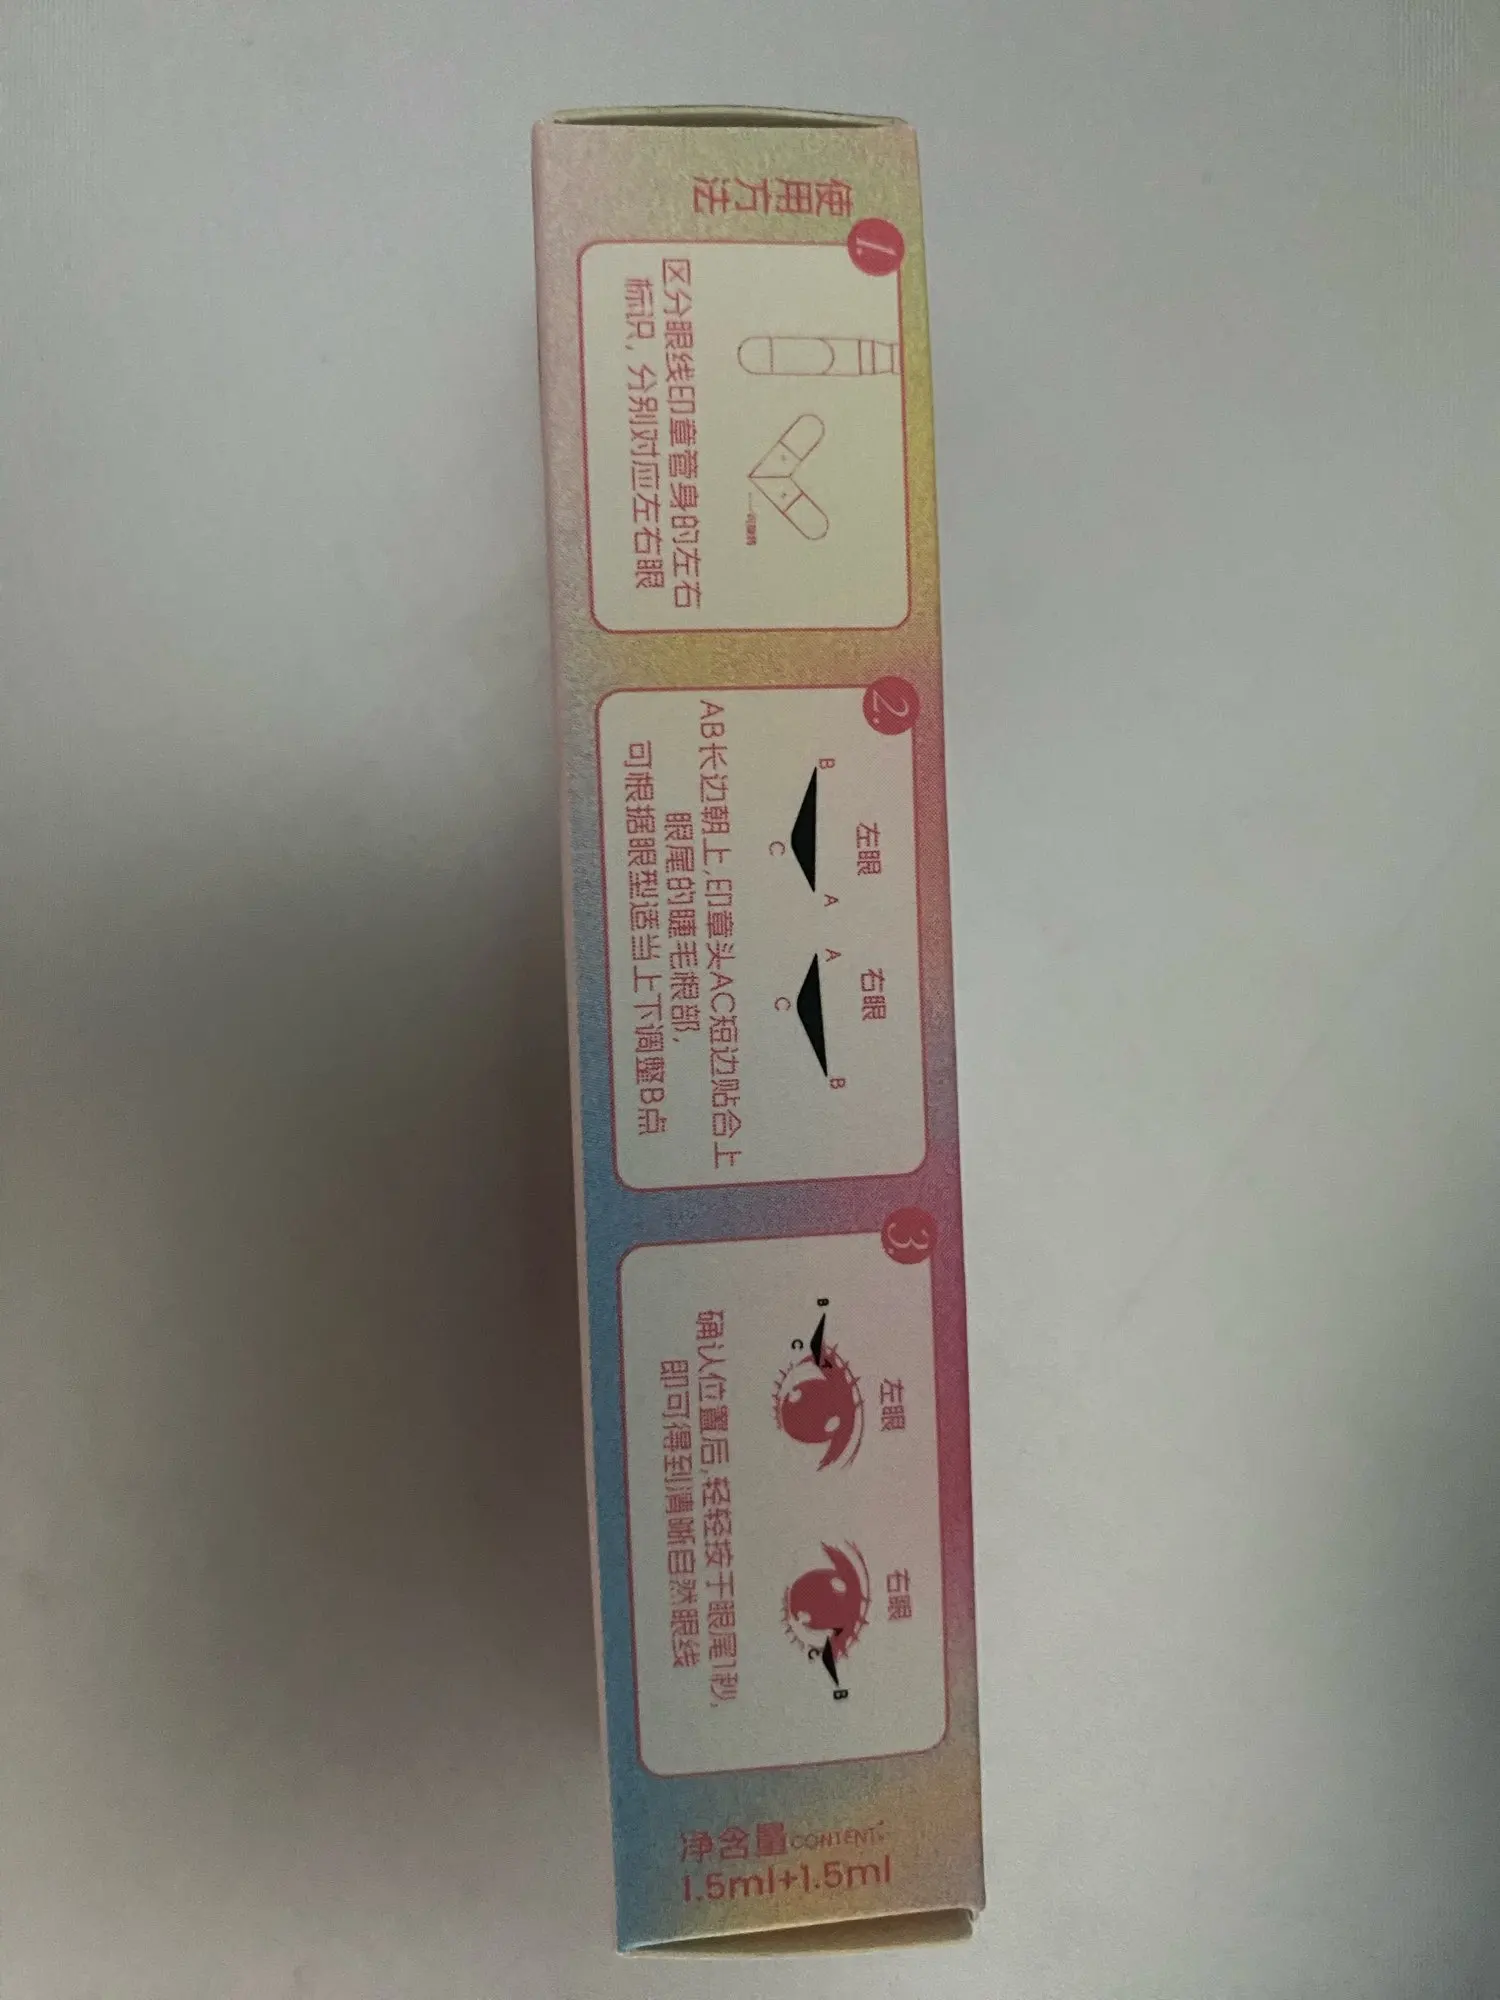 使用方法
1.
区分眼线印章管身的左右
标识，分别对应左右眼
2.
左眼 右眼
B A A B
C C
AB长边朝上,印章头AC短边贴合上
眼尾的睫毛根部,
可根据眼型适当上下调整B点
3.
左眼 右眼
B C A
A C B
确认位置后,轻轻按于眼尾1秒,
即可得到清晰自然眼线
净含量CONTENT:
1.5ml+1.5ml